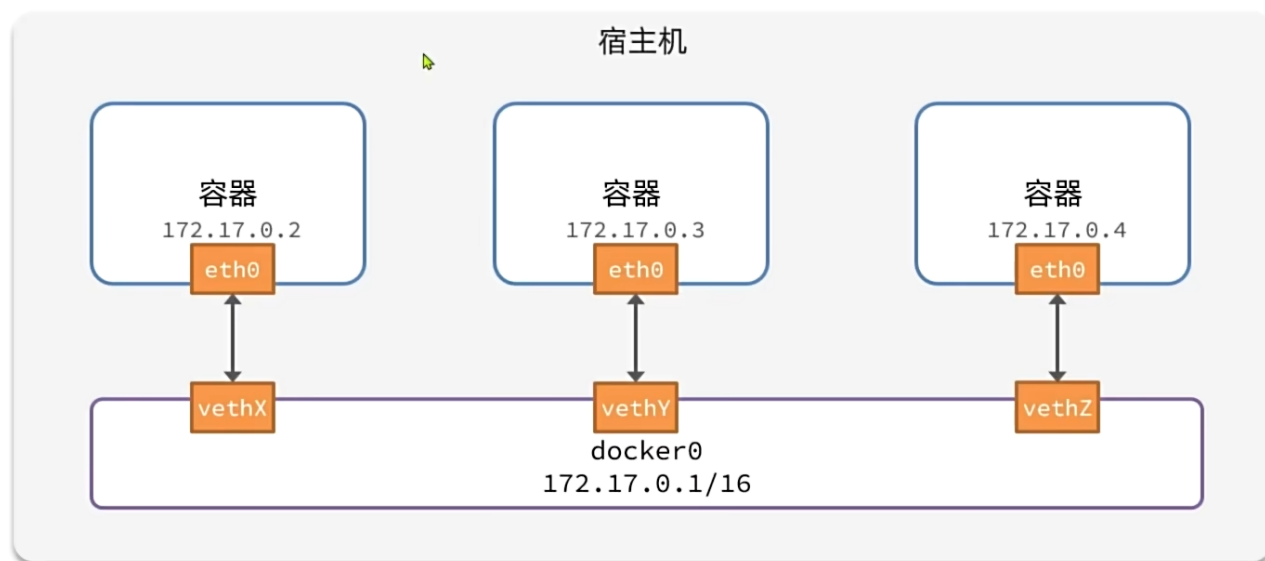 宿主机
容器
172.17.0.2
eth0
容器
172.17.0.3
eth0
容器
172.17.0.4
eth0
vethX
vethY
vethZ
docker0
172.17.0.1/16